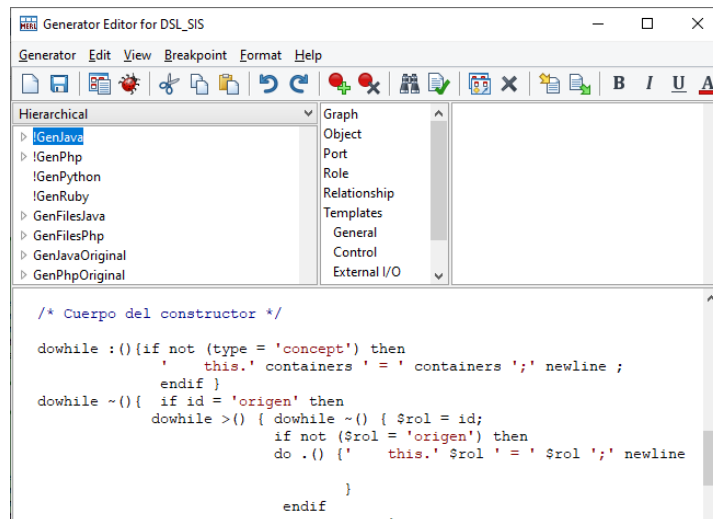 MERL Generator Editor for DSL_SIS
Generator Edit View Breakpoint Format Help
B I U A
Hierarchical
!GenJava
!GenPhp
!GenPython
!GenRuby
GenFilesJava
GenFilesPhp
GenJavaOriginal
GenPhpOriginal
Graph
Object
Port
Role
Relationship
Templates
General
Control
External I/O
/* Cuerpo del constructor */
dowhile :(){if not (type = 'concept') then
'    this.' containers ' = ' containers ';' newline ;
endif }
dowhile ~(){  if id = 'origen' then
dowhile >() { dowhile ~() { $rol = id;
if not ($rol = 'origen') then
do .() {'    this.' $rol ' = ' $rol ';' newline
}
endif